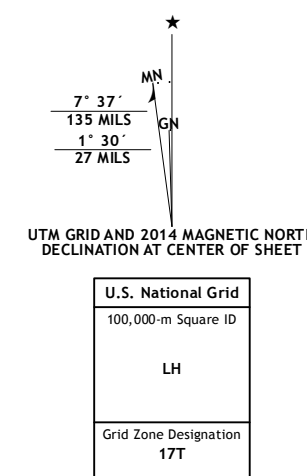 MN
GN
7° 37´
135 MILS
1° 30´
27 MILS
UTM GRID AND 2014 MAGNETIC NORT
DECLINATION AT CENTER OF SHEET
U.S. National Grid
100,000-m Square ID
LH
Grid Zone Designation
17T